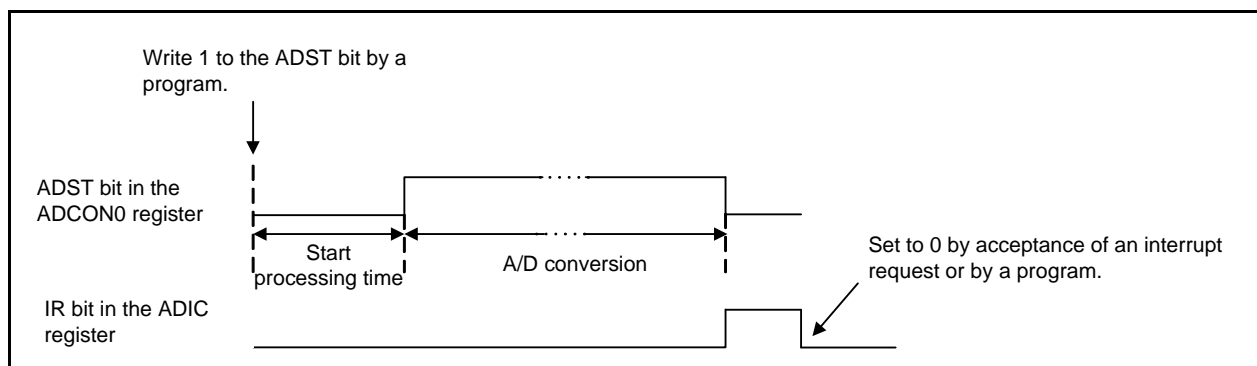 Write 1 to the ADST bit by a
program.
ADST bit in the
ADCON0 register
Start
processing time
A/D conversion
Set to 0 by acceptance of an interrupt
request or by a program.
IR bit in the ADIC
register